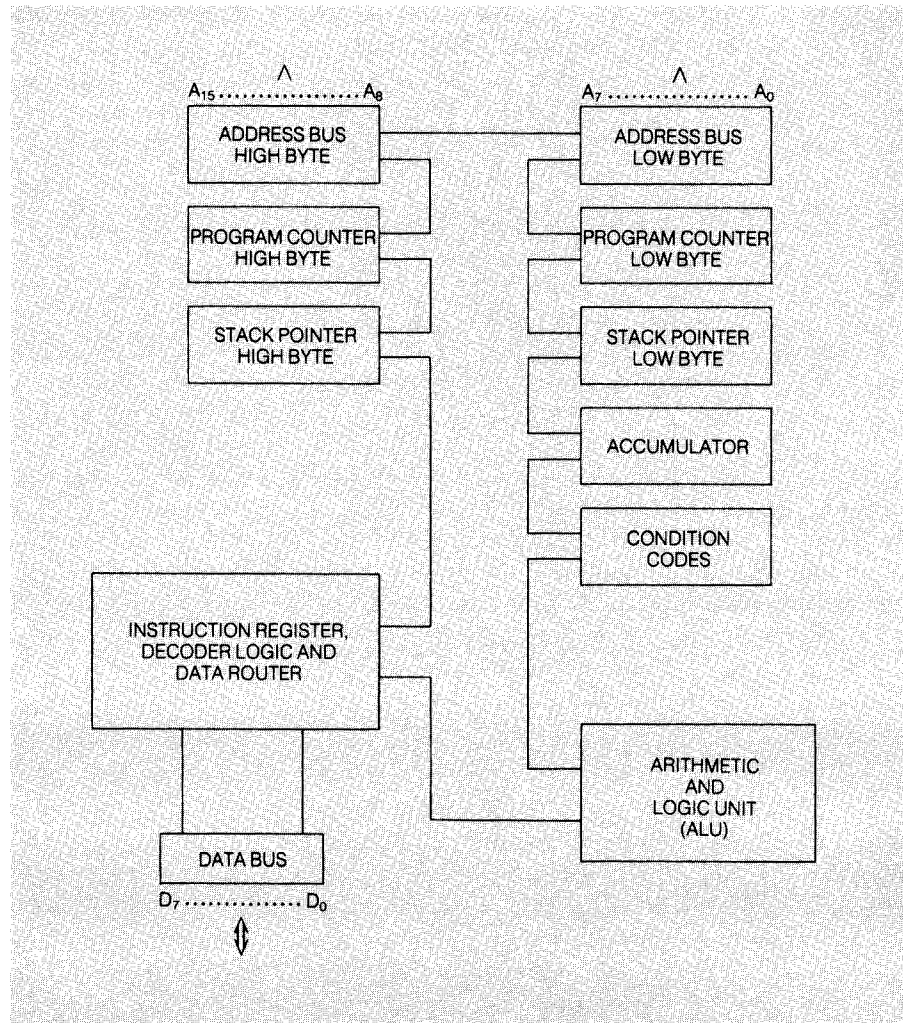 A₁₅ .................. A₈
ADDRESS BUS
HIGH BYTE
PROGRAM COUNTER
HIGH BYTE
STACK POINTER
HIGH BYTE
A₇ .................. A₀
ADDRESS BUS
LOW BYTE
PROGRAM COUNTER
LOW BYTE
STACK POINTER
LOW BYTE
ACCUMULATOR
CONDITION
CODES
INSTRUCTION REGISTER,
DECODER LOGIC AND
DATA ROUTER
ARITHMETIC
AND
LOGIC UNIT
(ALU)
DATA BUS
D₇ .............. D₀